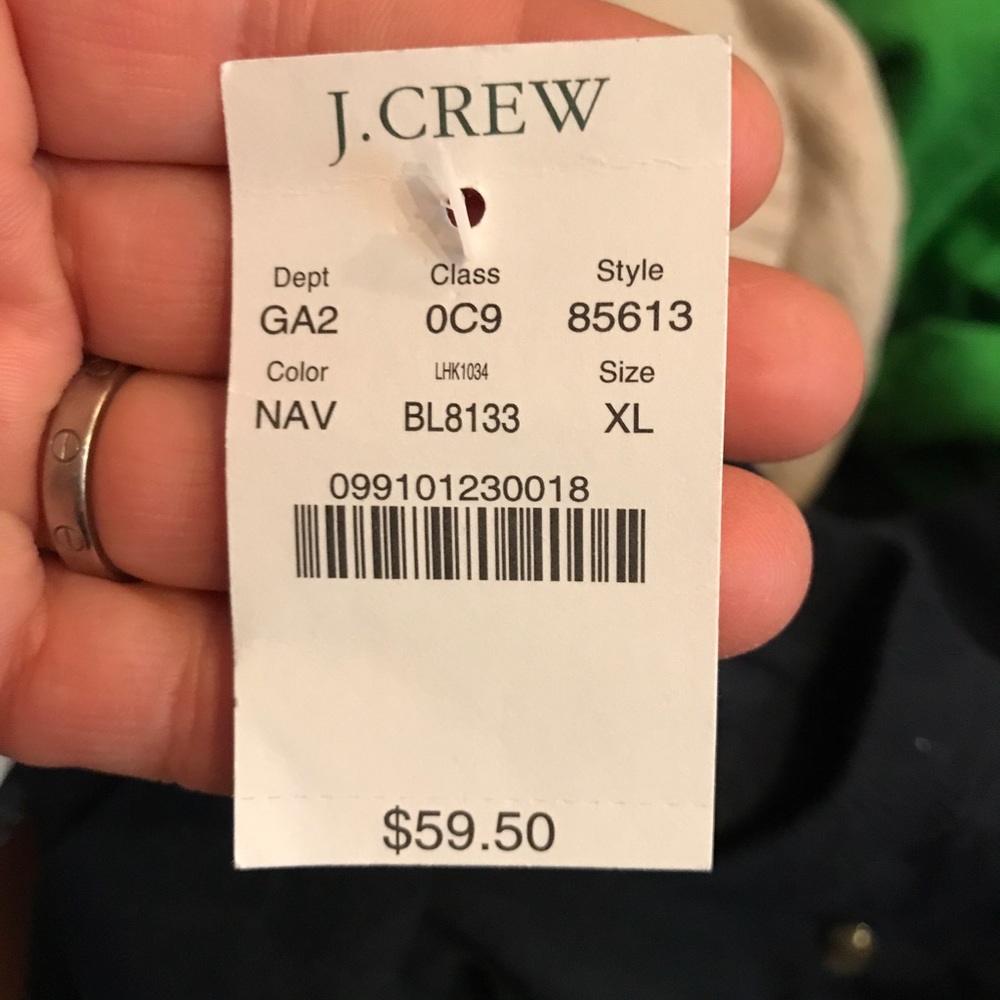 J.CREW
Dept Class Style
GA2 0C9 85613
Color LHK1034 Size
NAV BL8133 XL
099101230018
$59.50